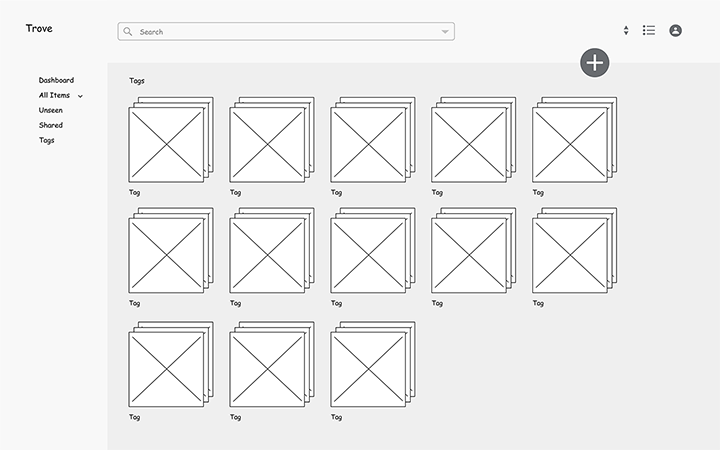 Trove
Search
Dashboard
All Items
Unseen
Shared
Tags
Tags
Tag Tag Tag Tag Tag
Tag Tag Tag Tag Tag
Tag Tag Tag